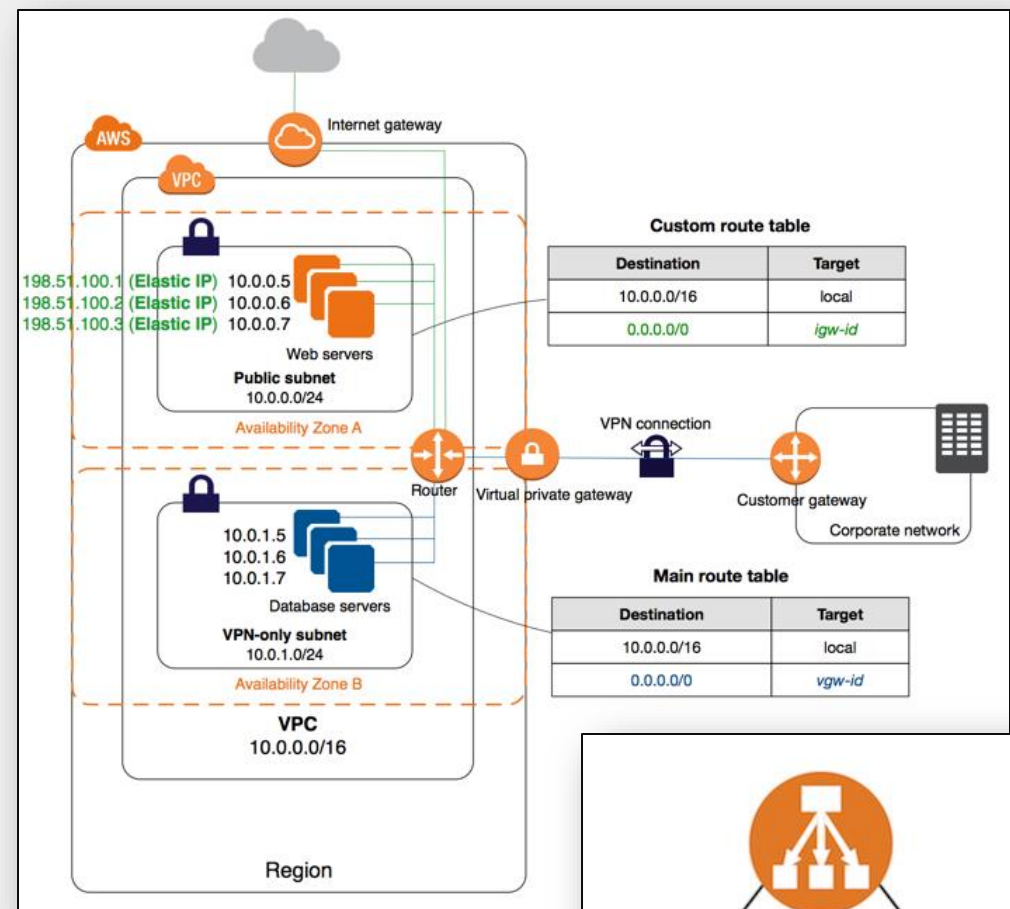 Internet gateway
AWS
VPC
198.51.100.1 (Elastic IP) 10.0.0.5
198.51.100.2 (Elastic IP) 10.0.0.6
198.51.100.3 (Elastic IP) 10.0.0.7
Web servers
Public subnet
10.0.0.0/24
Availability Zone A
Custom route table
Destination Target
10.0.0.0/16 local
0.0.0.0/0 igw-id
Router
Virtual private gateway
VPN connection
Customer gateway
Corporate network
10.0.1.5
10.0.1.6
10.0.1.7
Database servers
VPN-only subnet
10.0.1.0/24
Availability Zone B
Main route table
Destination Target
10.0.0.0/16 local
0.0.0.0/0 vgw-id
VPC
10.0.0.0/16
Region